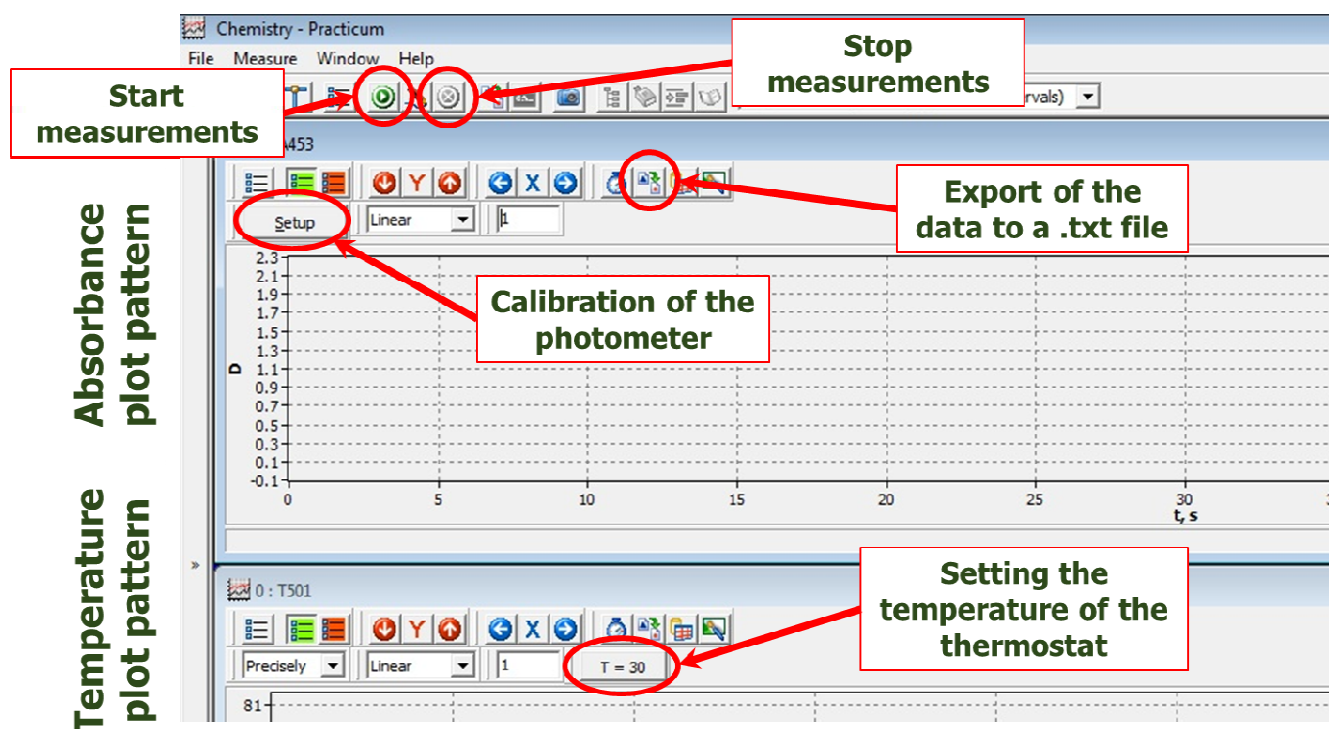 Chemistry - Practicum
File Measure Window Help
Stop
measurements
Start
measurements
rvals)
A453
Export of the
data to a .txt file
Setup
Linear
1
Calibration of the
photometer
Absorbance
plot pattern
2.3
2.1
1.9
1.7
1.5
1.3
D
1.1
0.9
0.7
0.5
0.3
0.1
-0.1
0 5 10 15 20 25 30
t, s
»
Temperature
plot pattern
Setting the
temperature of the
thermostat
0 : T501
Y
X
Precisely Linear 1 T = 30
81